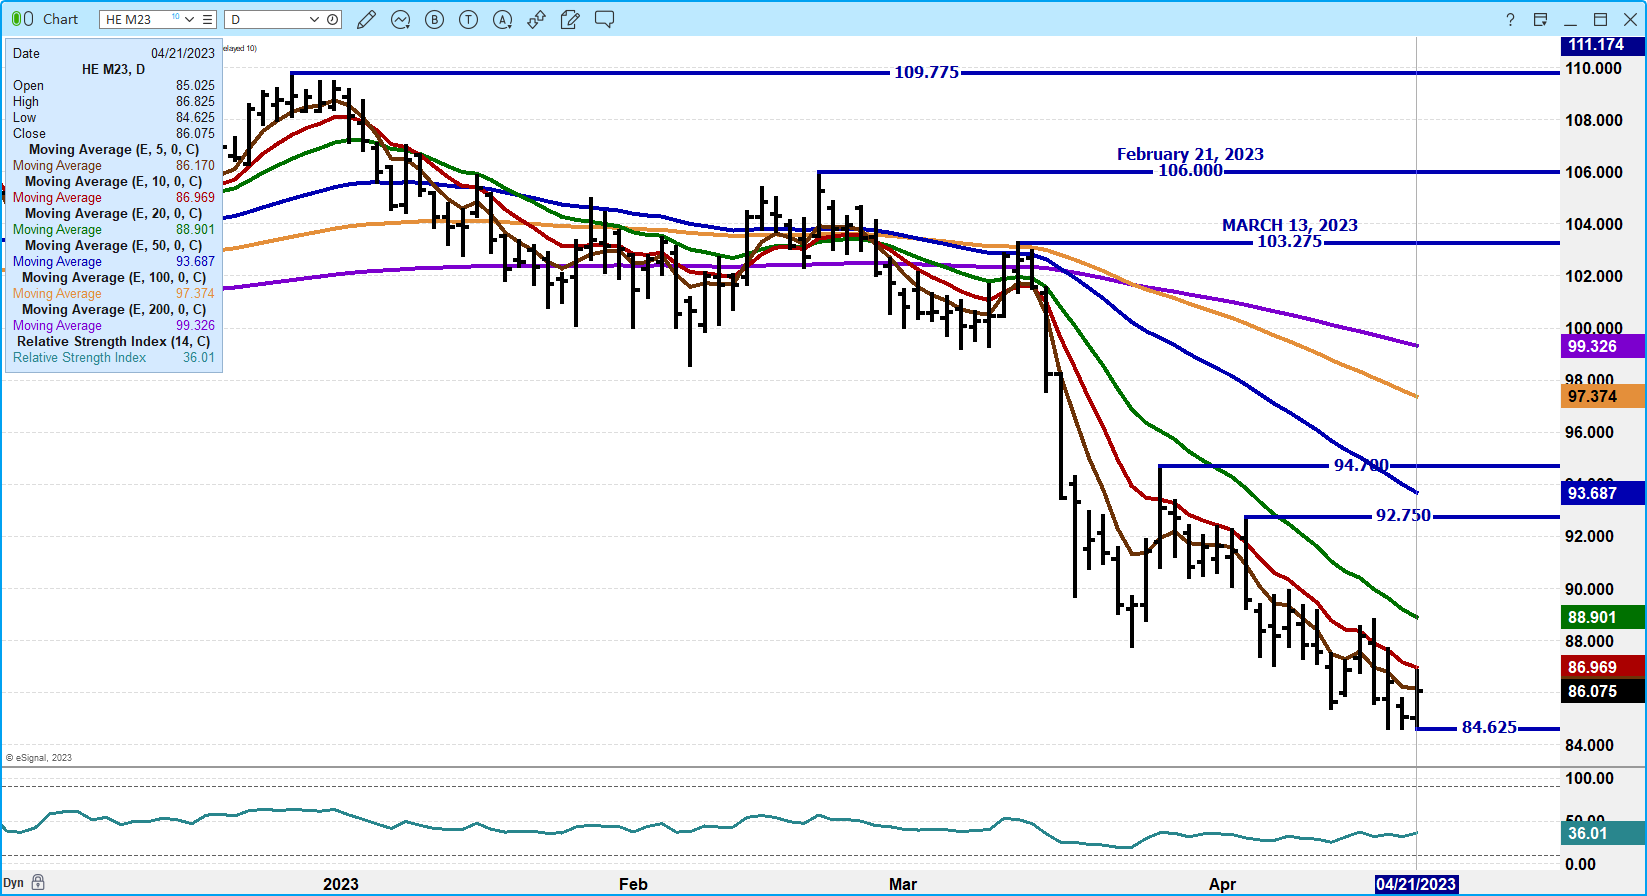 Chart HE M23 10 D B T A ?
elayed 10)
Date 04/21/2023
HE M23, D
Open 85.025
High 86.825
Low 84.625
Close 86.075
Moving Average (E, 5, 0, C)
Moving Average 86.170
Moving Average (E, 10, 0, C)
Moving Average 86.969
Moving Average (E, 20, 0, C)
Moving Average 88.901
Moving Average (E, 50, 0, C)
Moving Average 93.687
Moving Average (E, 100, 0, C)
Moving Average 97.374
Moving Average (E, 200, 0, C)
Moving Average 99.326
Relative Strength Index (14, C)
Relative Strength Index 36.01
109.775
February 21, 2023
106.000
MARCH 13, 2023
103.275
94.700
92.750
84.625
111.174
110.000
108.000
106.000
104.000
102.000
100.000
99.326
98.000
97.374
96.000
93.687
92.000
90.000
88.901
88.000
86.969
86.075
84.000
© eSignal, 2023
100.00
50.00
36.01
0.00
Dyn 2023 Feb Mar Apr 04/21/2023